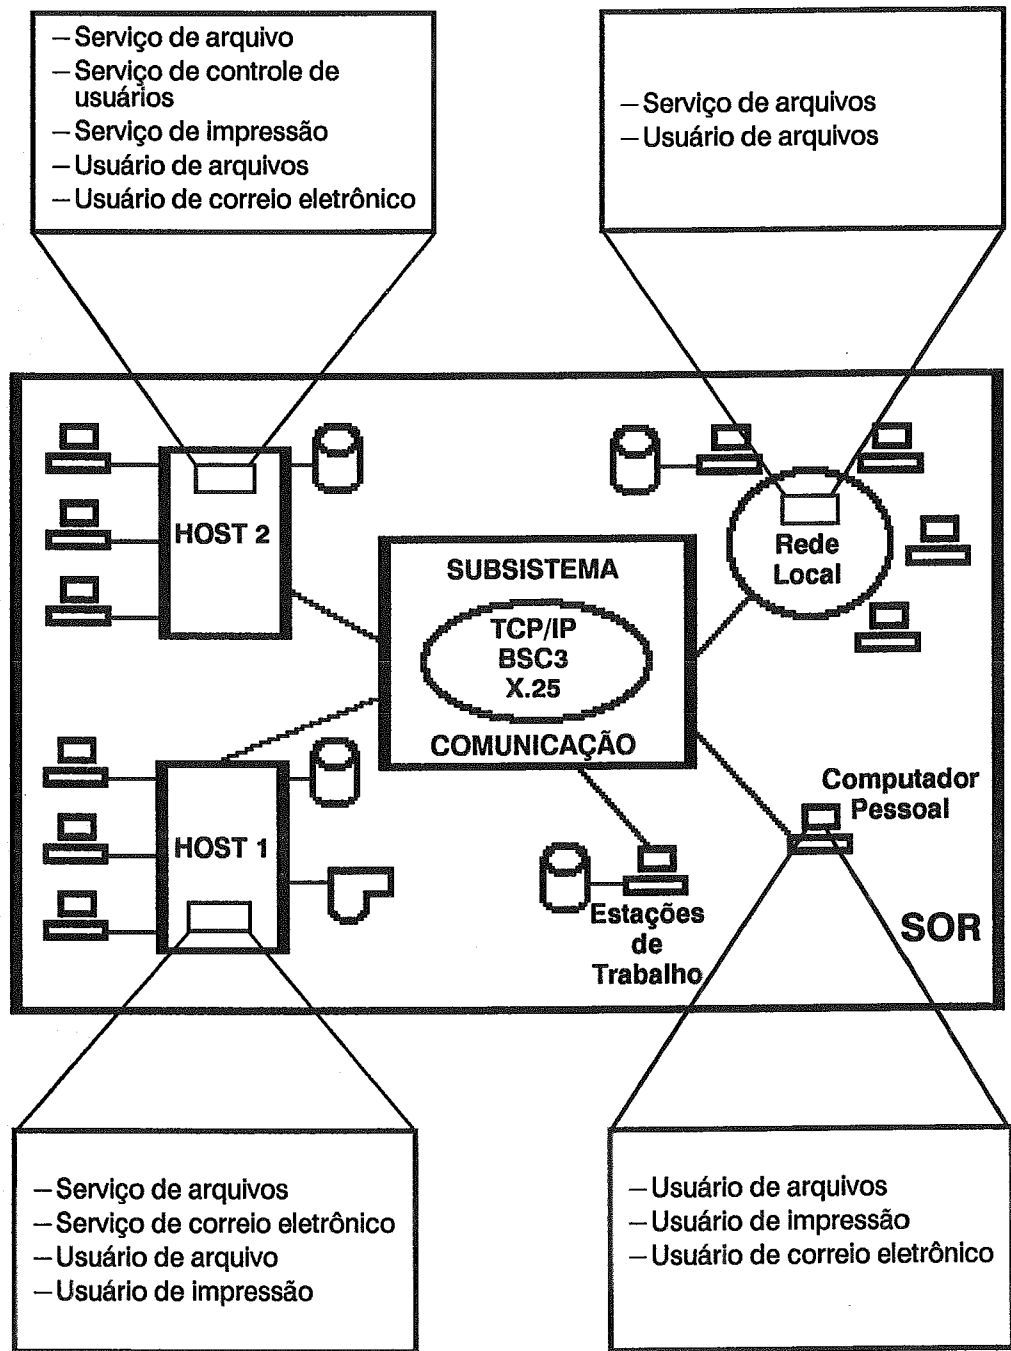 – Serviço de arquivo
– Serviço de controle de
usuários
– Serviço de impressão
– Usuário de arquivos
– Usuário de correio eletrônico
– Serviço de arquivos
– Usuário de arquivos
HOST 2
SUBSISTEMA
TCP/IP
BSC3
X.25
COMUNICAÇÃO
Rede
Local
HOST 1
Computador
Pessoal
Estações
de
Trabalho
SOR
– Serviço de arquivos
– Serviço de correio eletrônico
– Usuário de arquivo
– Usuário de impressão
– Usuário de arquivos
– Usuário de impressão
– Usuário de correio eletrônico